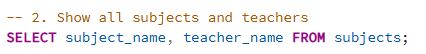 -- 2. Show all subjects and teachers
SELECT subject_name, teacher_name FROM subjects;